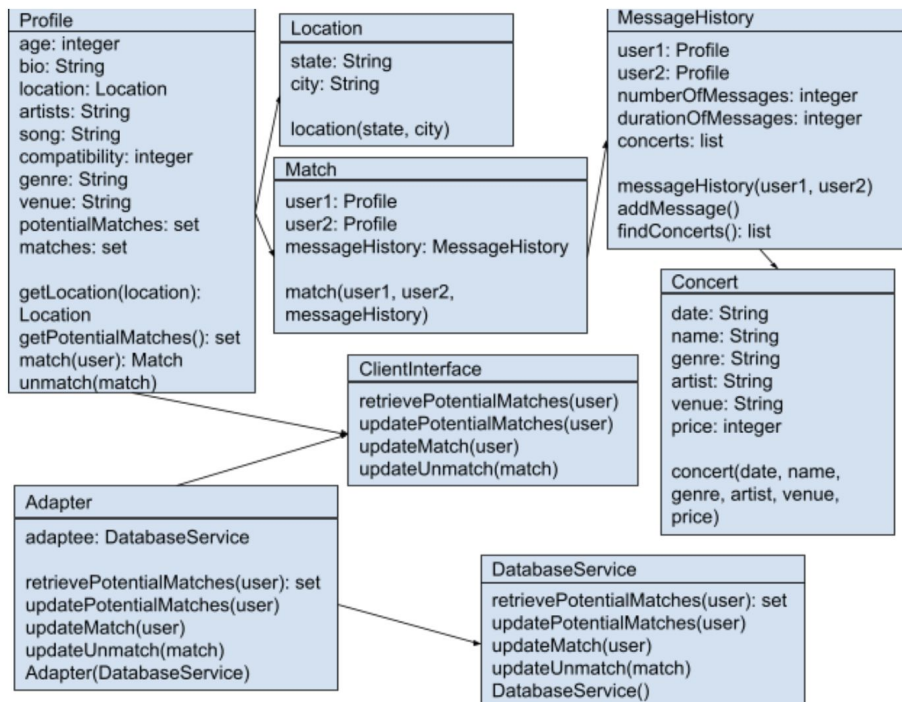 Profile
age: integer
bio: String
location: Location
artists: String
song: String
compatibility: integer
genre: String
venue: String
potentialMatches: set
matches: set
getLocation(location):
Location
getPotentialMatches(): set
match(user): Match
unmatch(match)
Location
state: String
city: String
location(state, city)
Match
user1: Profile
user2: Profile
messageHistory: MessageHistory
match(user1, user2,
messageHistory)
MessageHistory
user1: Profile
user2: Profile
numberOfMessages: integer
durationOfMessages: integer
concerts: list
messageHistory(user1, user2)
addMessage()
findConcerts(): list
Concert
date: String
name: String
genre: String
artist: String
venue: String
price: integer
concert(date, name,
genre, artist, venue,
price)
ClientInterface
retrievePotentialMatches(user)
updatePotentialMatches(user)
updateMatch(user)
updateUnmatch(match)
Adapter
adaptee: DatabaseService
retrievePotentialMatches(user): set
updatePotentialMatches(user)
updateMatch(user)
updateUnmatch(match)
Adapter(DatabaseService)
DatabaseService
retrievePotentialMatches(user): set
updatePotentialMatches(user)
updateMatch(user)
updateUnmatch(match)
DatabaseService()